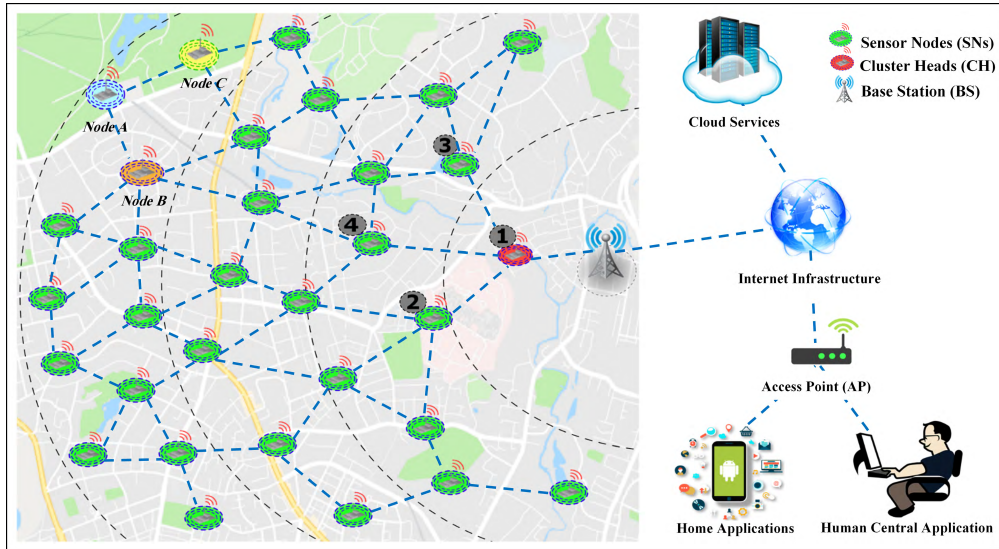 Sensor Nodes (SNs)
Cluster Heads (CH)
Base Station (BS)
Cloud Services
Node C
Node A
Node B
3
4
1
2
Internet Infrastructure
Access Point (AP)
Home Applications
Human Central Application